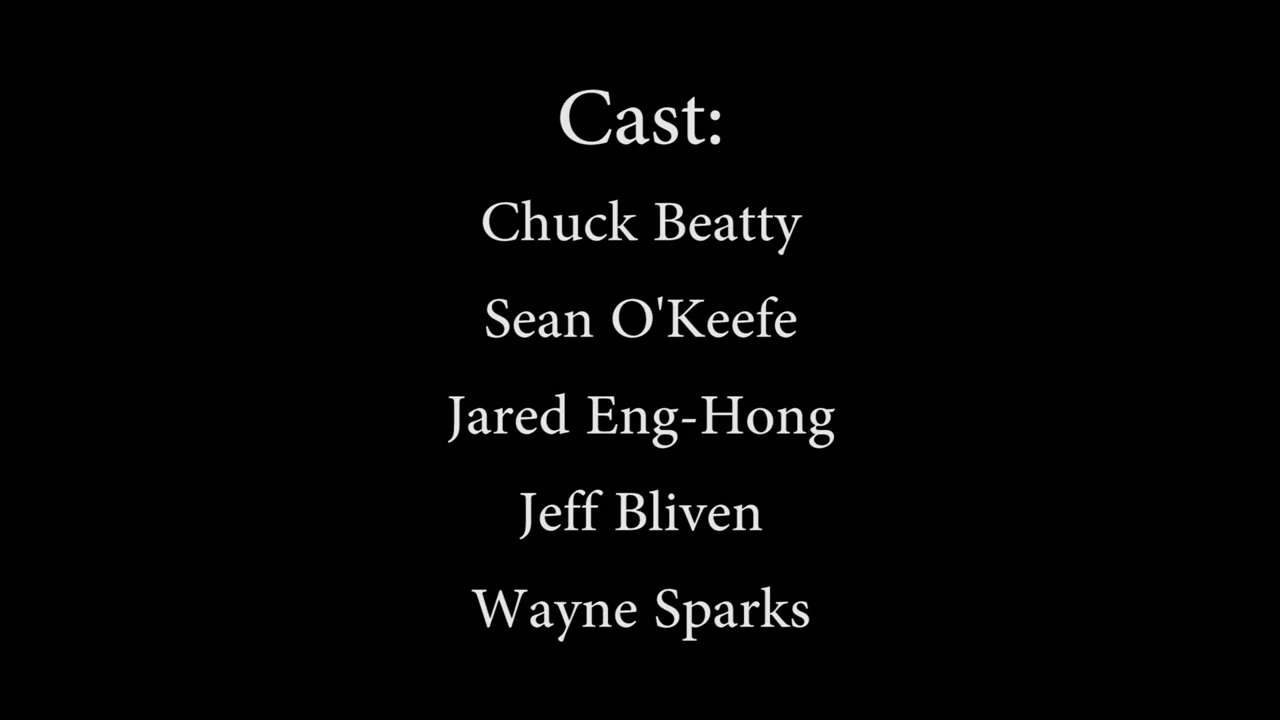 Cast:
Chuck Beatty
Sean O'Keefe
Jared Eng-Hong
Jeff Bliven
Wayne Sparks